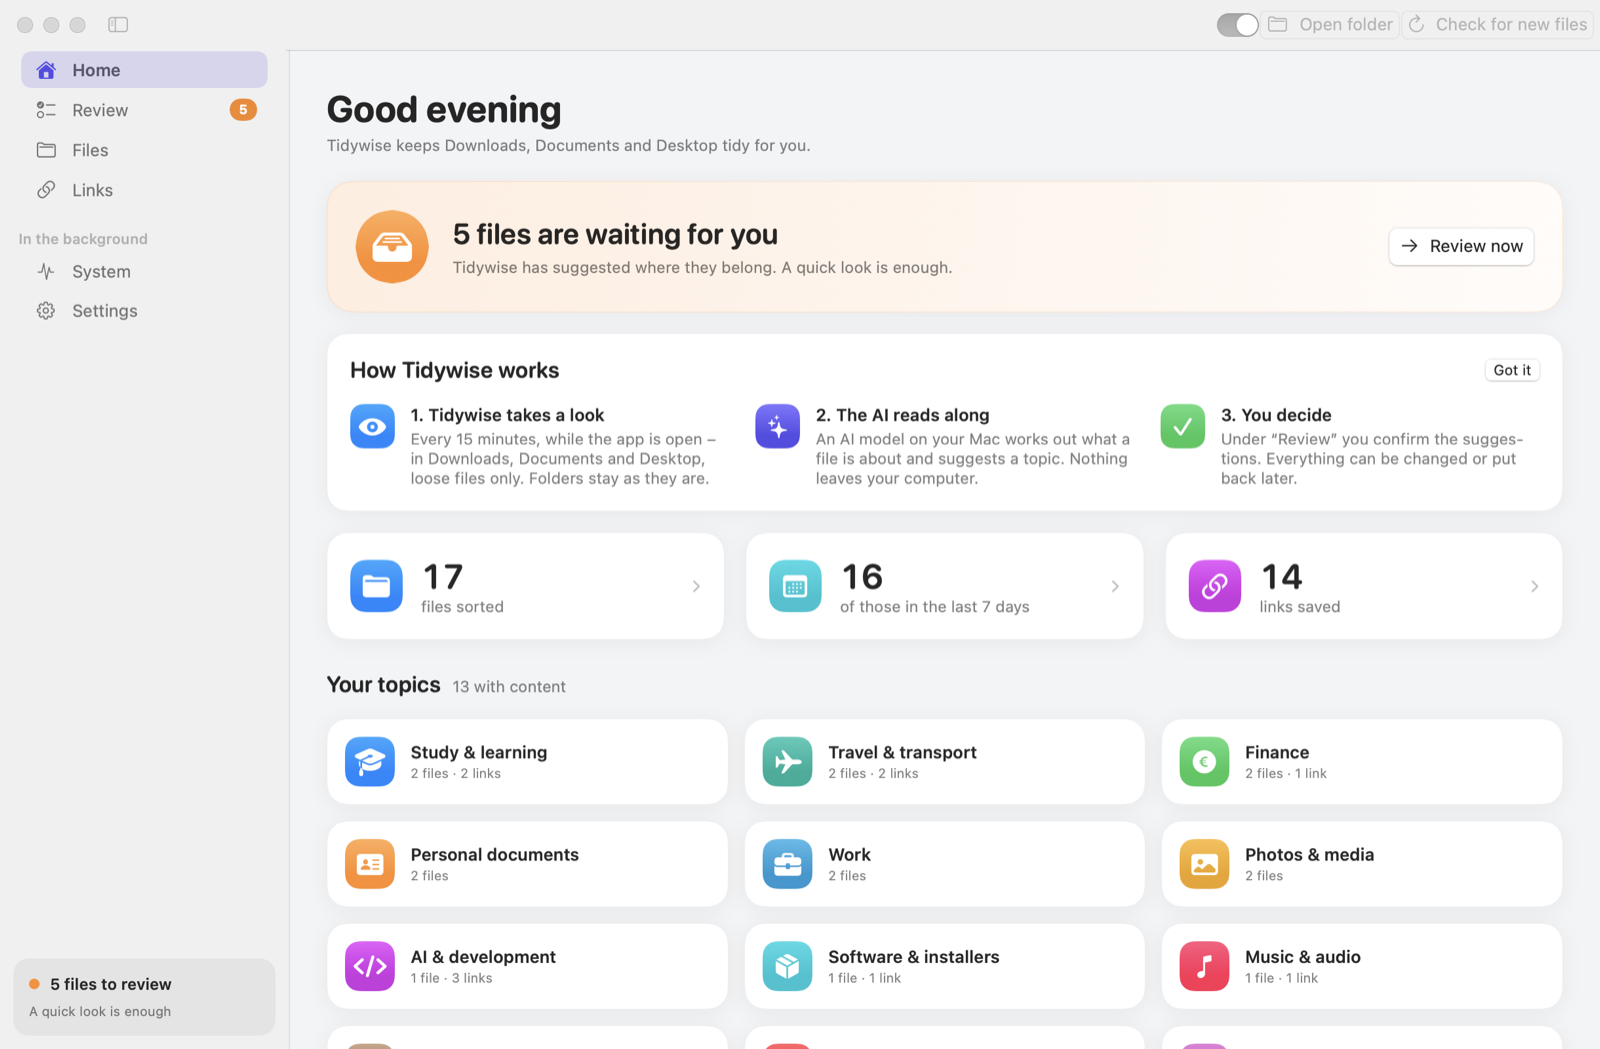 Open folder
Check for new files
Home
Review
5
Files
Links
In the background
System
Settings
5 files to review
A quick look is enough
Good evening
Tidywise keeps Downloads, Documents and Desktop tidy for you.
5 files are waiting for you
Tidywise has suggested where they belong. A quick look is enough.
Review now
How Tidywise works
Got it
1. Tidywise takes a look
Every 15 minutes, while the app is open –
in Downloads, Documents and Desktop,
loose files only. Folders stay as they are.
2. The AI reads along
An AI model on your Mac works out what a
file is about and suggests a topic. Nothing
leaves your computer.
3. You decide
Under “Review” you confirm the sugges-
tions. Everything can be changed or put
back later.
17
files sorted
16
of those in the last 7 days
14
links saved
Your topics 13 with content
Study & learning
2 files · 2 links
Travel & transport
2 files · 2 links
Finance
2 files · 1 link
Personal documents
2 files
Work
2 files
Photos & media
2 files
AI & development
1 file · 3 links
Software & installers
1 file · 1 link
Music & audio
1 file · 1 link